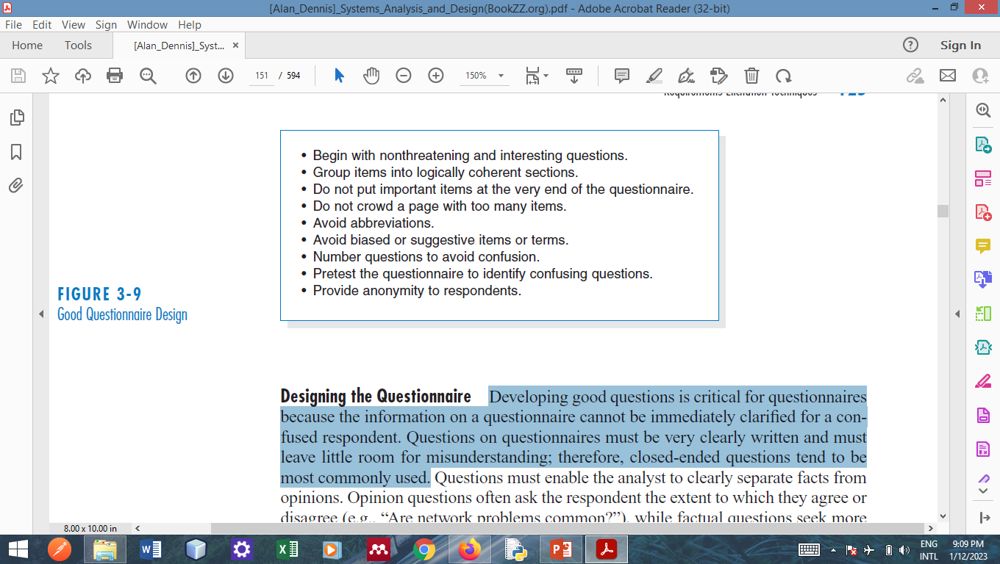 [Alan_Dennis]_Systems_Analysis_and_Design(BookZZ.org).pdf - Adobe Acrobat Reader (32-bit)
File Edit View Sign Window Help
Home Tools [Alan_Dennis]_Syst... × Sign In
151 / 594 150%
Requirements Elicitation Techniques 125
• Begin with nonthreatening and interesting questions.
• Group items into logically coherent sections.
• Do not put important items at the very end of the questionnaire.
• Do not crowd a page with too many items.
• Avoid abbreviations.
• Avoid biased or suggestive items or terms.
• Number questions to avoid confusion.
• Pretest the questionnaire to identify confusing questions.
• Provide anonymity to respondents.
FIGURE 3-9
Good Questionnaire Design
Designing the Questionnaire Developing good questions is critical for questionnaires
because the information on a questionnaire cannot be immediately clarified for a con-
fused respondent. Questions on questionnaires must be very clearly written and must
leave little room for misunderstanding; therefore, closed-ended questions tend to be
most commonly used. Questions must enable the analyst to clearly separate facts from
opinions. Opinion questions often ask the respondent the extent to which they agree or
disagree (e.g., “Are network problems common?”), while factual questions seek more
8.00 x 10.00 in
ENG 9:09 PM
INTL 1/12/2023